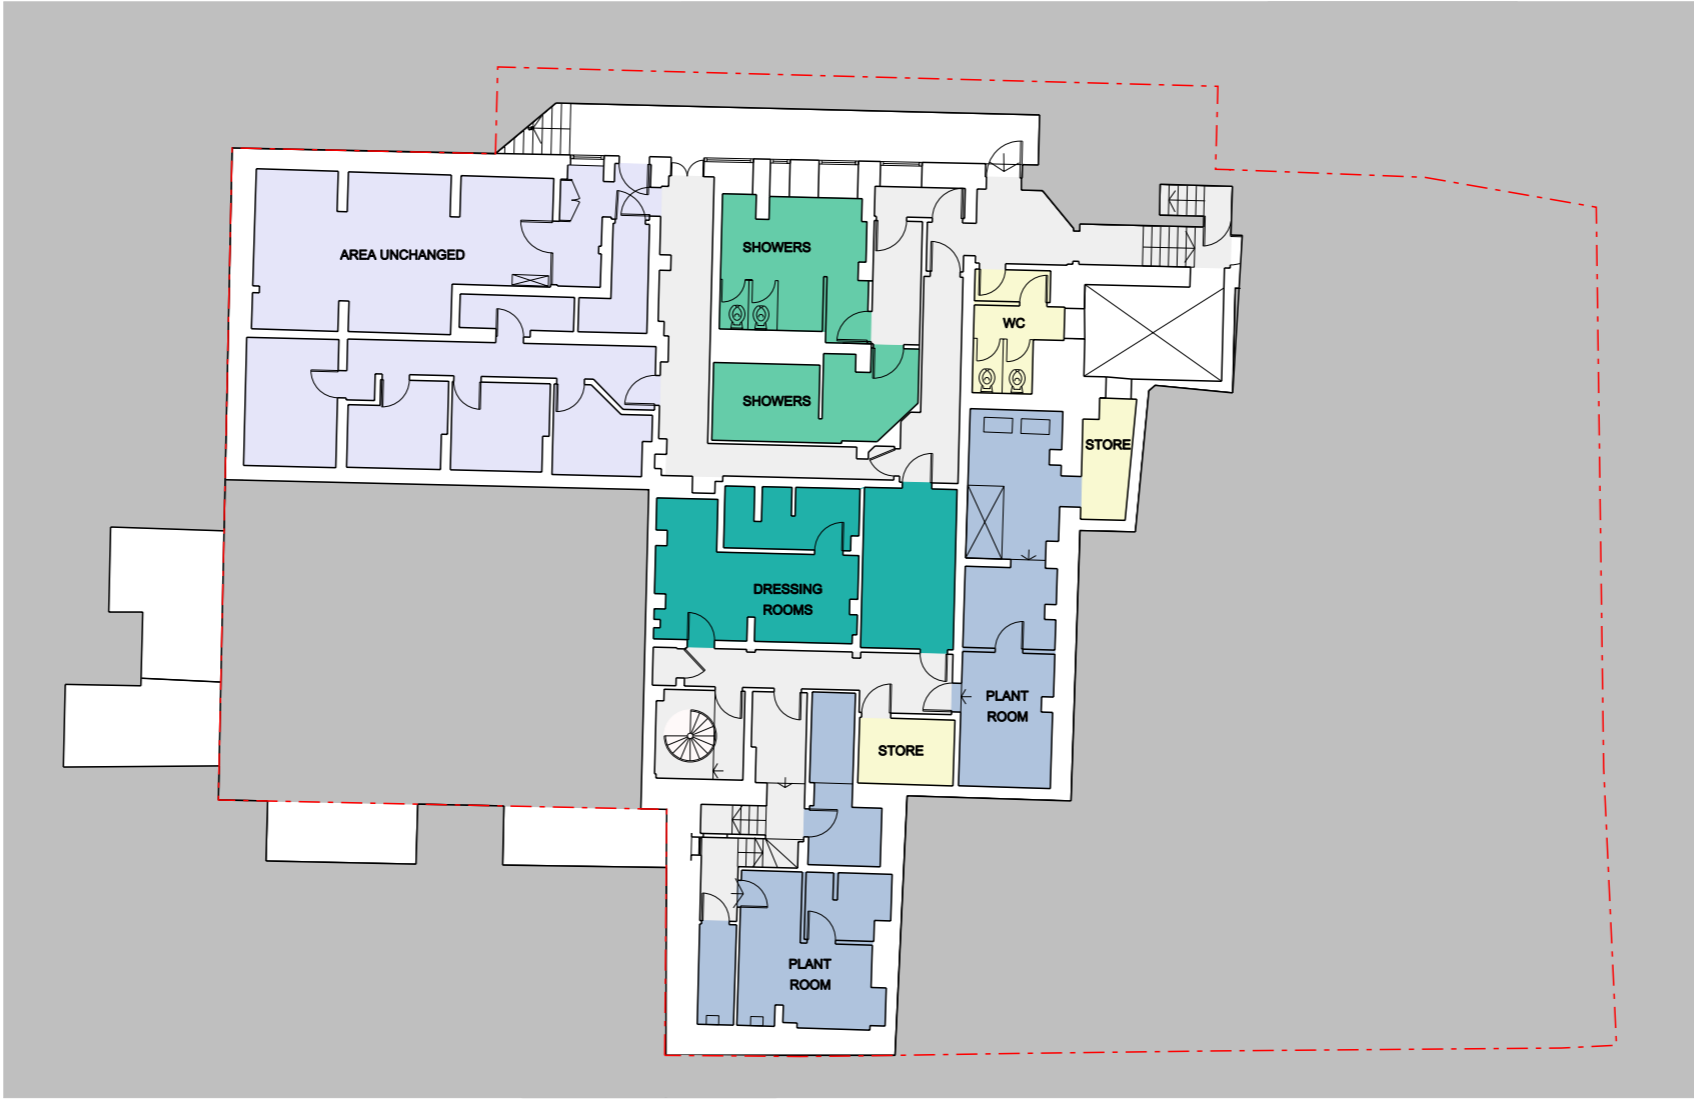 AREA UNCHANGED
SHOWERS
WC
SHOWERS
STORE
DRESSING
ROOMS
PLANT
ROOM
STORE
PLANT
ROOM